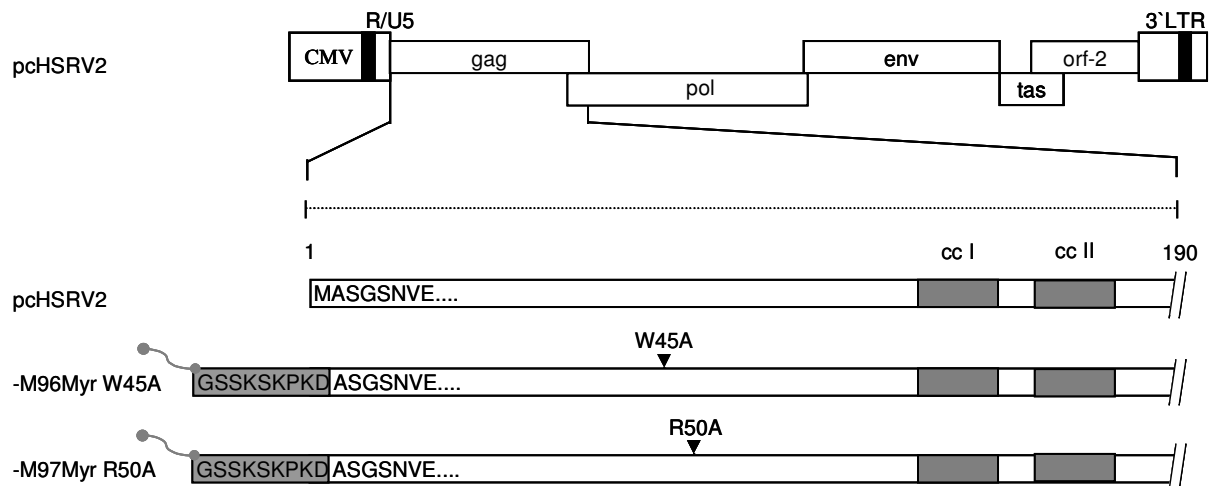 R/U5 3`LTR
pcHSRV2 CMV gag env orf-2
pol tas
1 cc I cc II 190
pcHSRV2 MASGSNVE....
W45A
-M96Myr W45A GSSKSKPKD ASGSNVE....
R50A
-M97Myr R50A GSSKSKPKD ASGSNVE....